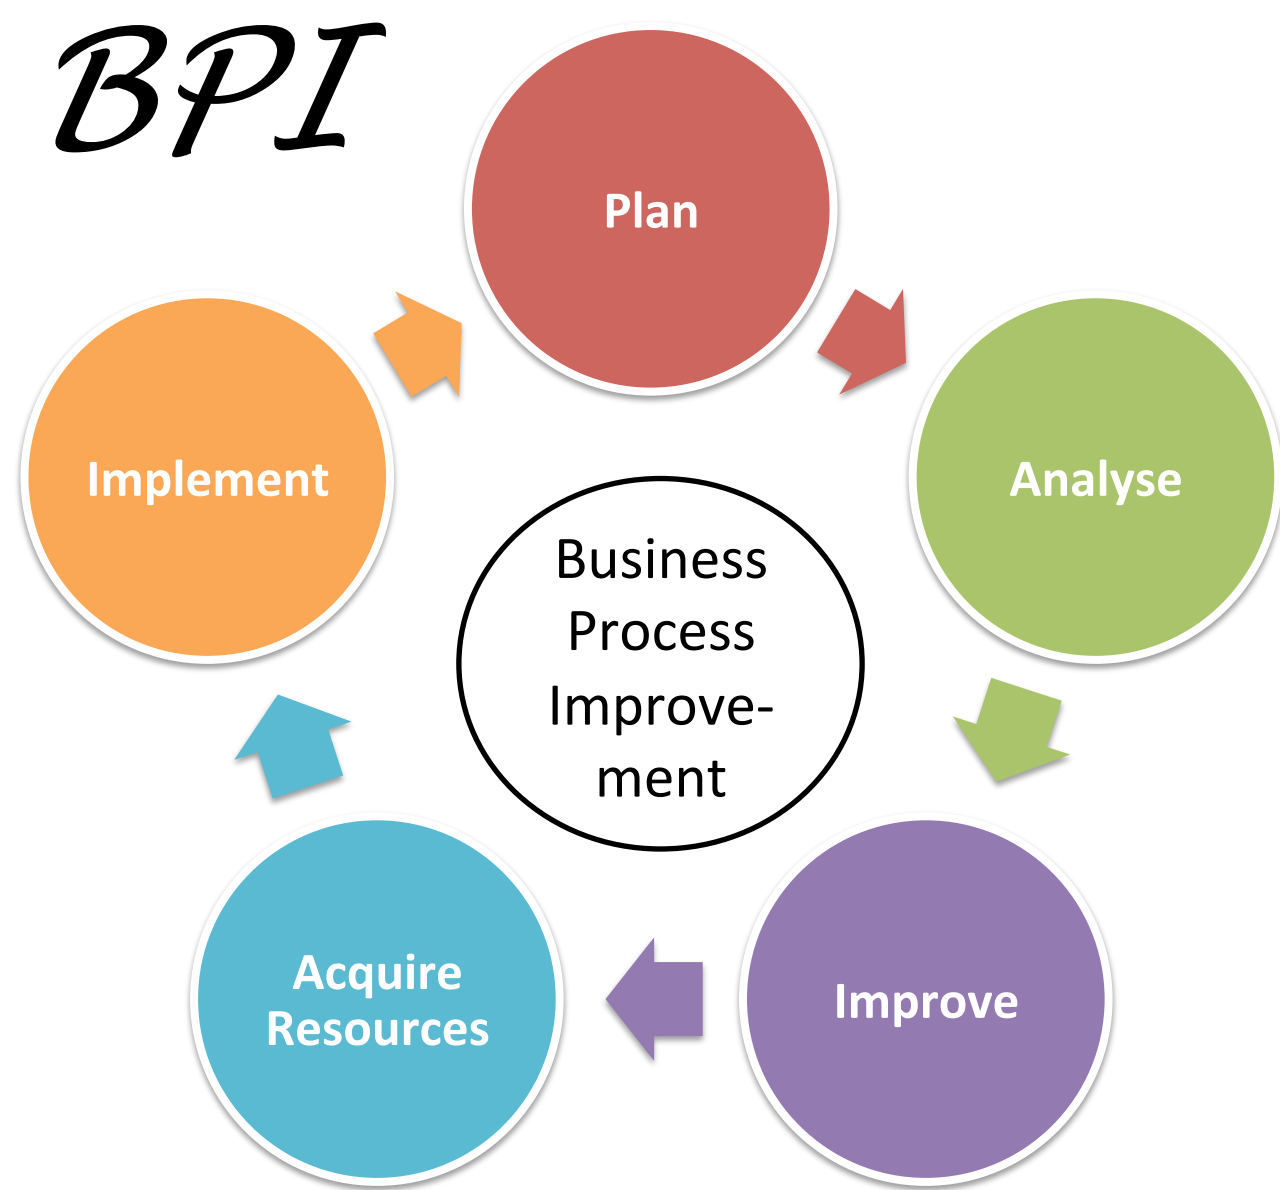 BPI
Plan
Analyse
Improve
Acquire
Resources
Implement
Business
Process
Improve-
ment